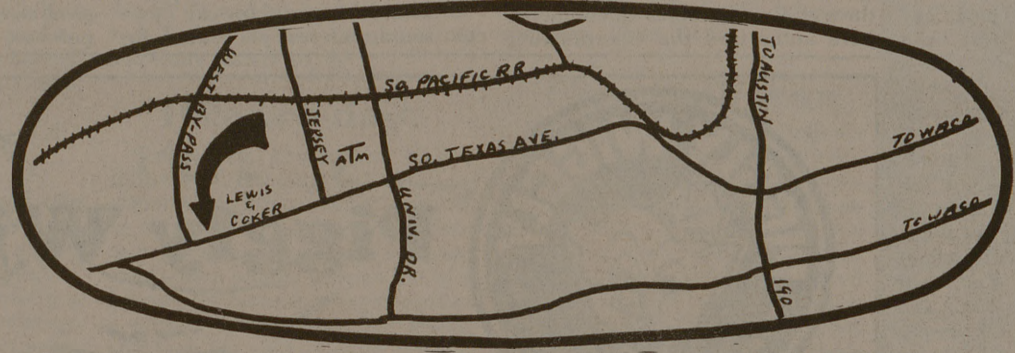 WEST BY-PASS
SO. PACIFIC RR
TO AUSTIN
JERSEY
ATM
SO. TEXAS AVE.
TO WACO
LEWIS
&
COKER
UNIV. DR.
TO WACO
190